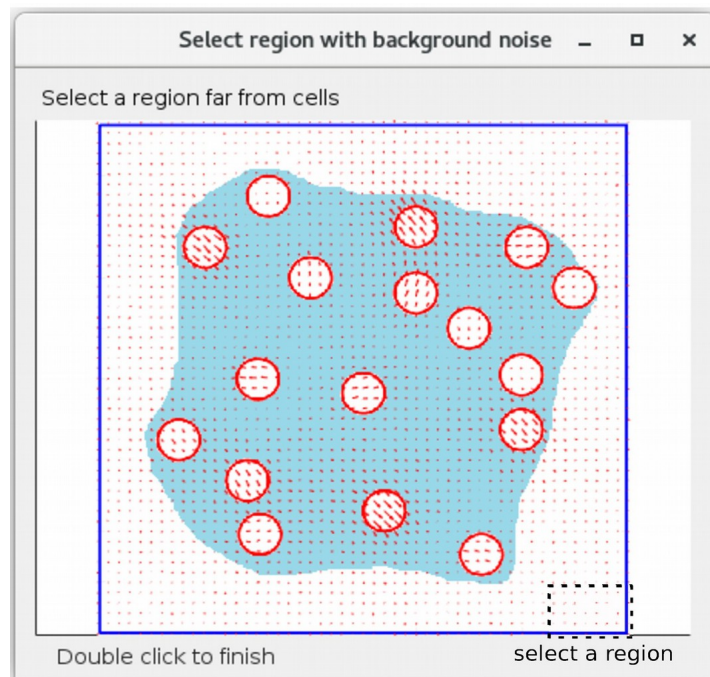 Select region with background noise
Select a region far from cells
Double click to finish
select a region